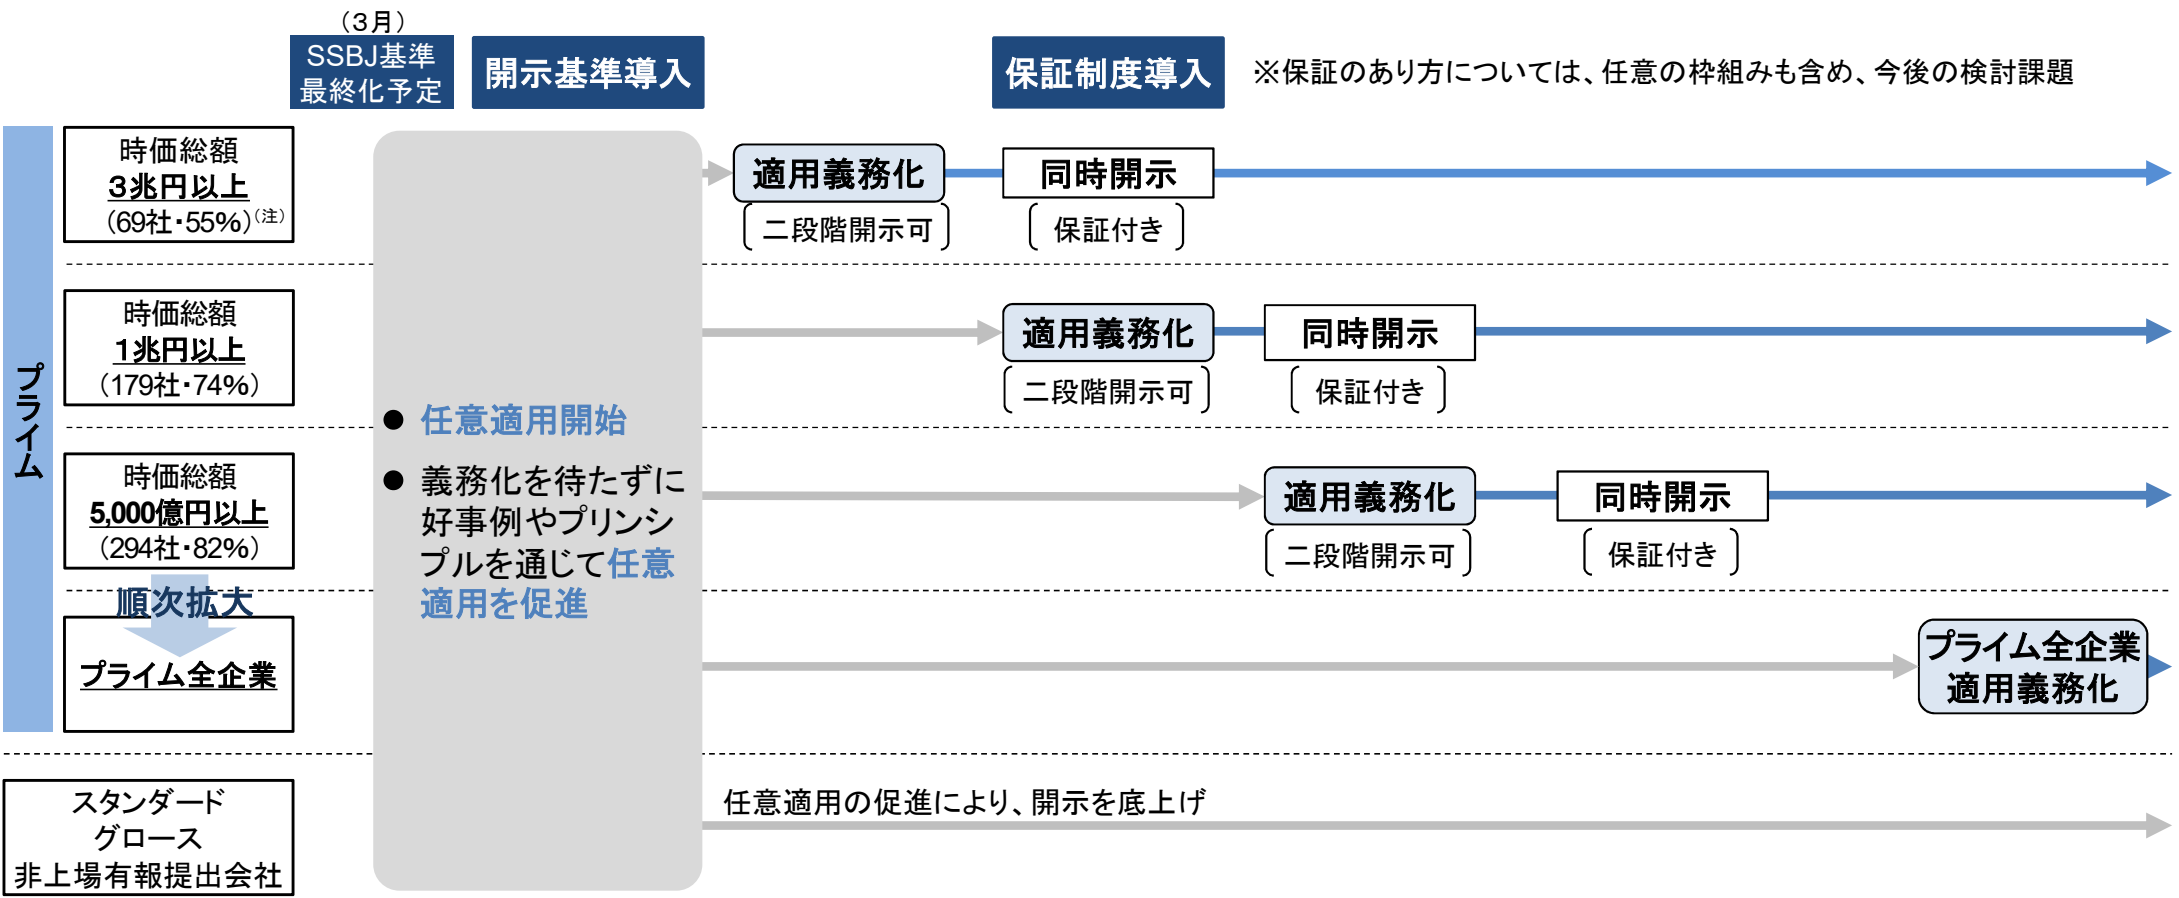 （３月）
SSBJ基準
最終化予定
開示基準導入
保証制度導入
※保証のあり方については、任意の枠組みも含め、今後の検討課題
プライム
時価総額
３兆円以上
（69社・55%）（注）
適用義務化
二段階開示可
同時開示
保証付き
時価総額
１兆円以上
（179社・74%）
適用義務化
二段階開示可
同時開示
保証付き
時価総額
5,000億円以上
（294社・82%）
適用義務化
二段階開示可
同時開示
保証付き
順次拡大
プライム全企業
プライム全企業
適用義務化
● 任意適用開始
● 義務化を待たずに
好事例やプリンシ
プルを通じて任意
適用を促進
スタンダード
グロース
非上場有報提出会社
任意適用の促進により、開示を底上げ